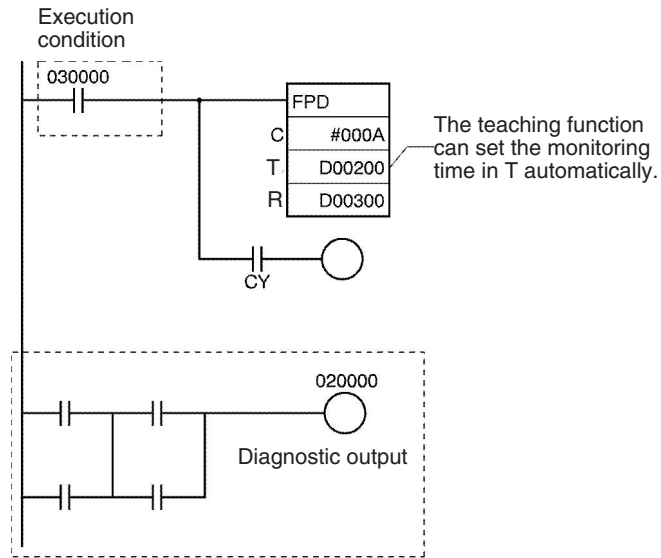 Execution
condition
030000
FPD
C #000A
T D00200
R D00300
The teaching function
can set the monitoring
time in T automatically.
CY
020000
Diagnostic output